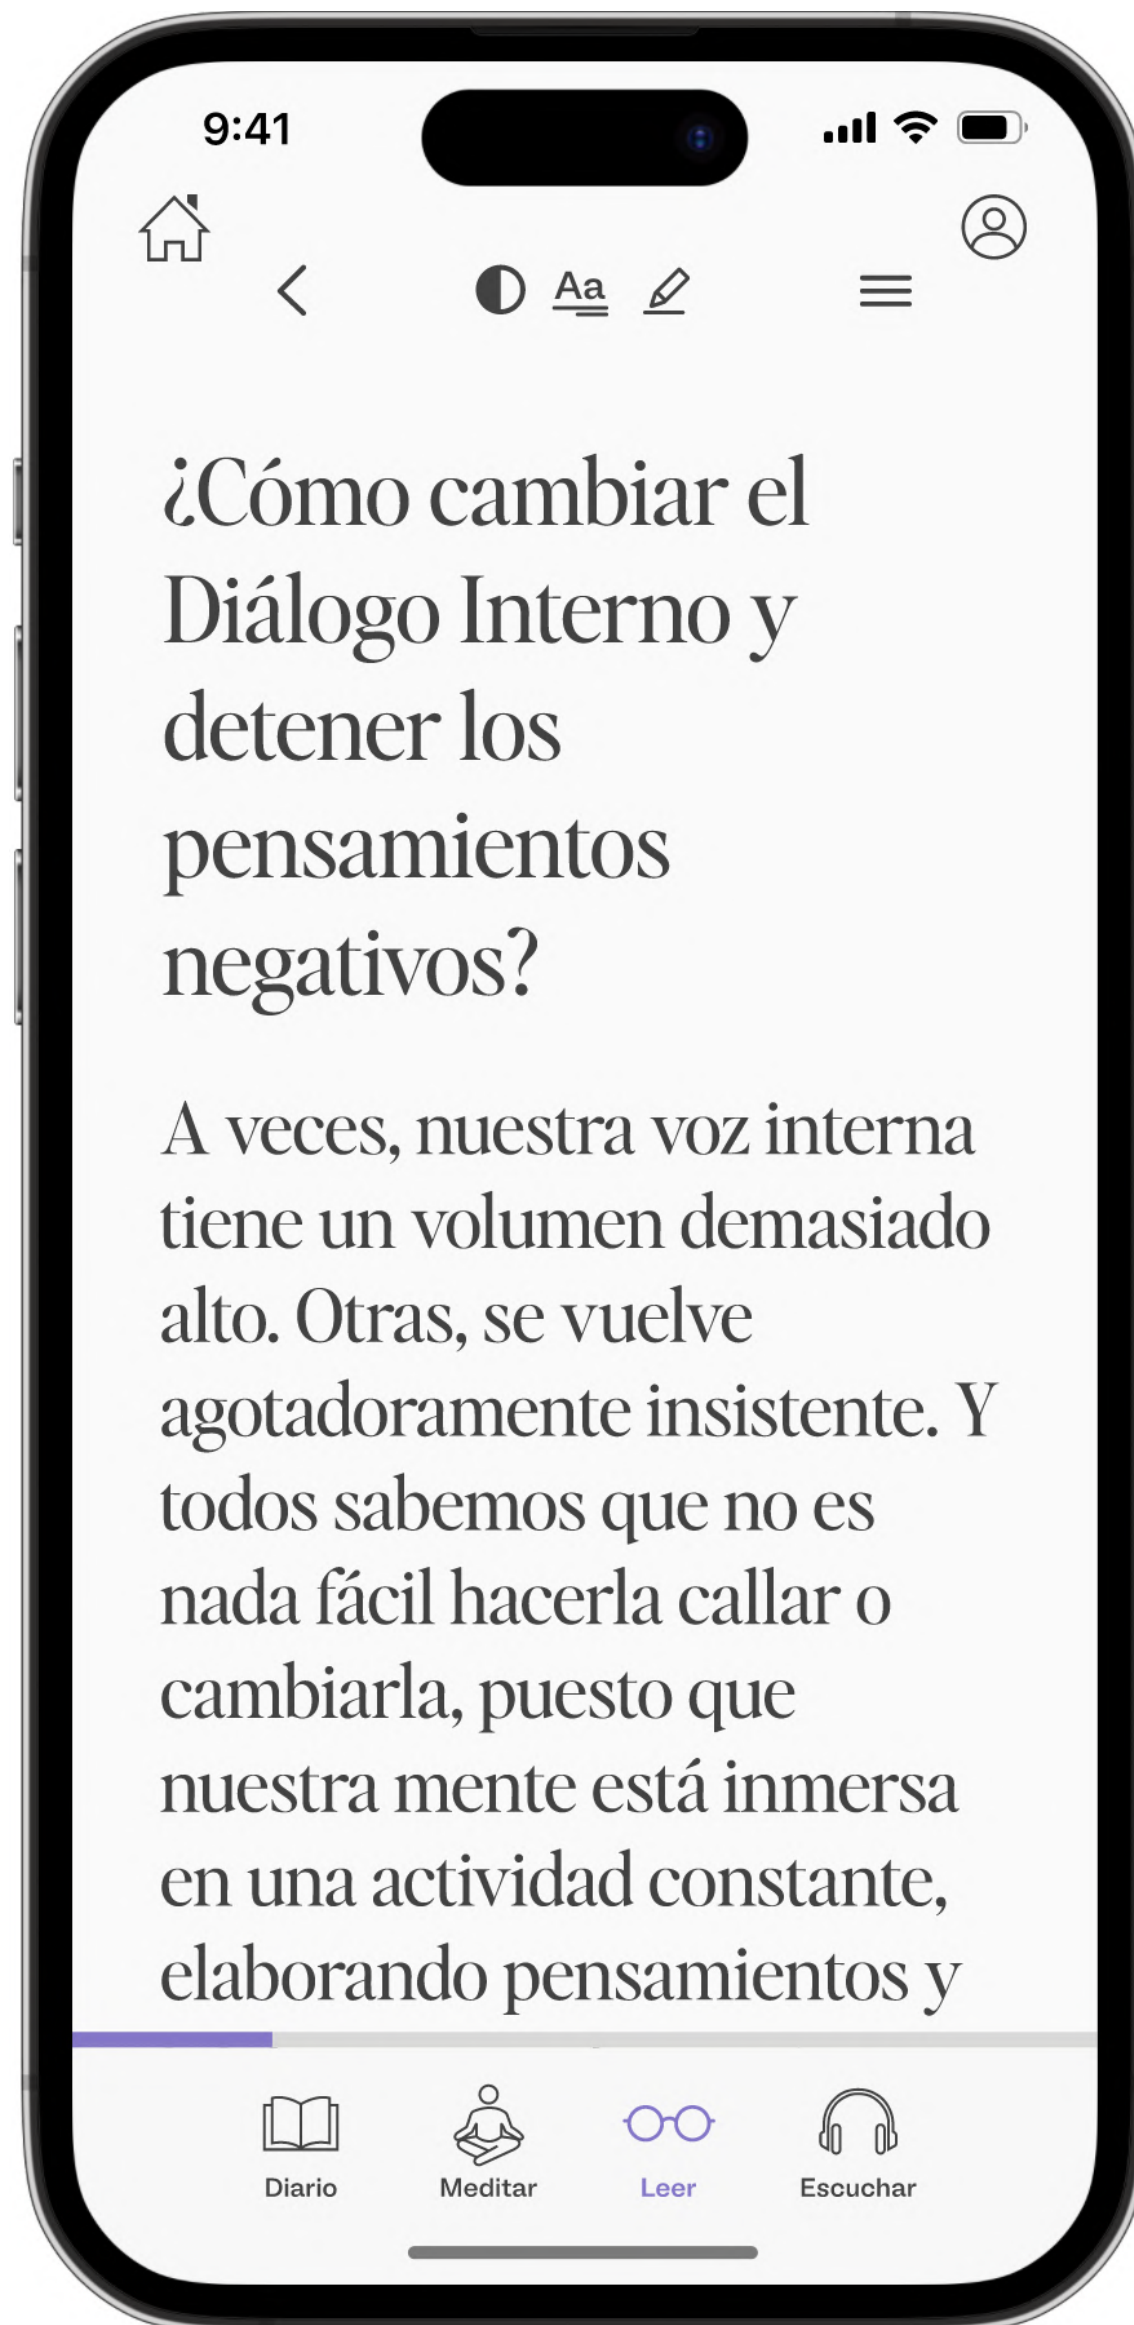 9:41
Aa
¿Cómo cambiar el
Diálogo Interno y
detener los
pensamientos
negativos?
A veces, nuestra voz interna
tiene un volumen demasiado
alto. Otras, se vuelve
agotadoramente insistente. Y
todos sabemos que no es
nada fácil hacerla callar o
cambiarla, puesto que
nuestra mente está inmersa
en una actividad constante,
elaborando pensamientos y
Diario
Meditar
Leer
Escuchar